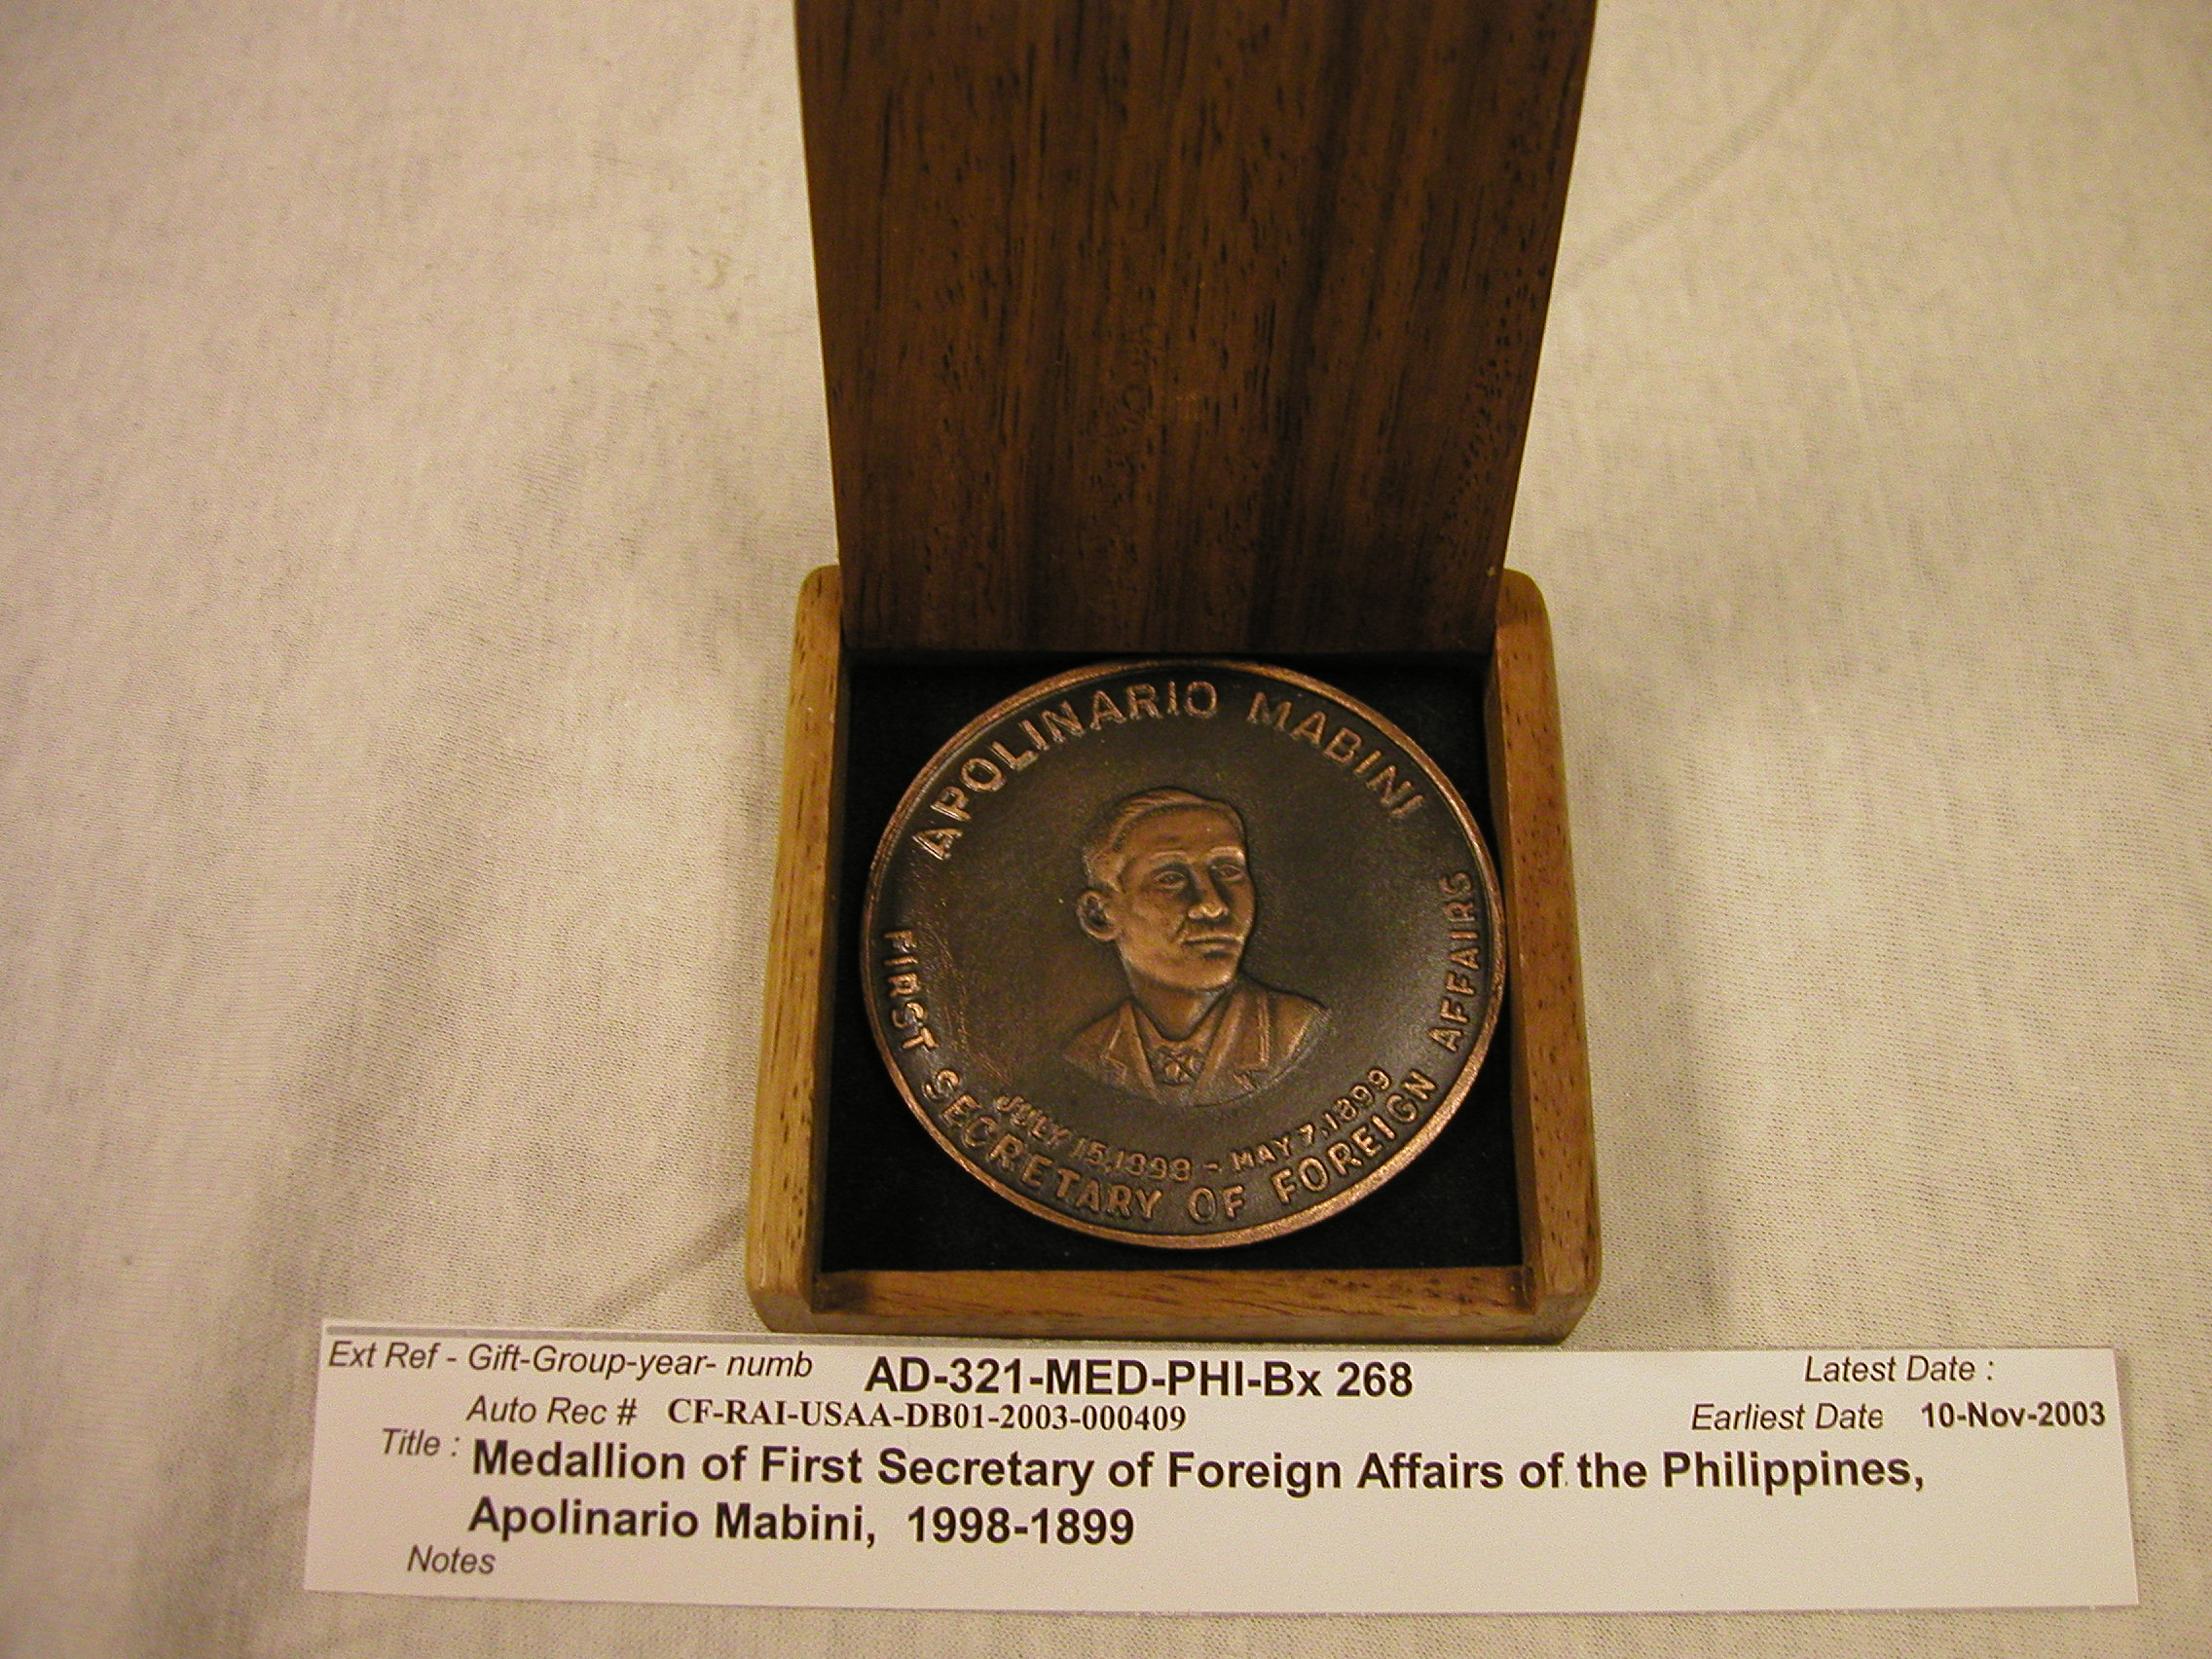 APOLINARIO MABINI
JULY 15,1898 - MAY 7,1899
FIRST SECRETARY OF FOREIGN AFFAIRS
Ext Ref - Gift-Group-year- numb AD-321-MED-PHI-Bx 268 Latest Date :
Auto Rec # CF-RAI-USAA-DB01-2003-000409 Earliest Date 10-Nov-2003
Title : Medallion of First Secretary of Foreign Affairs of the Philippines,
Apolinario Mabini, 1998-1899
Notes